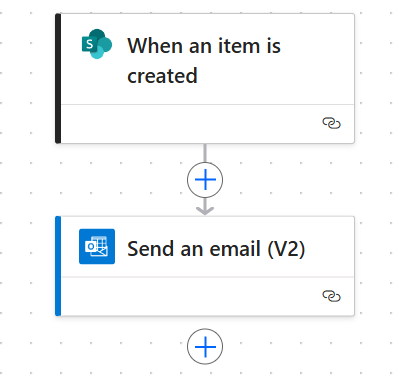 When an item is
created
Send an email (V2)